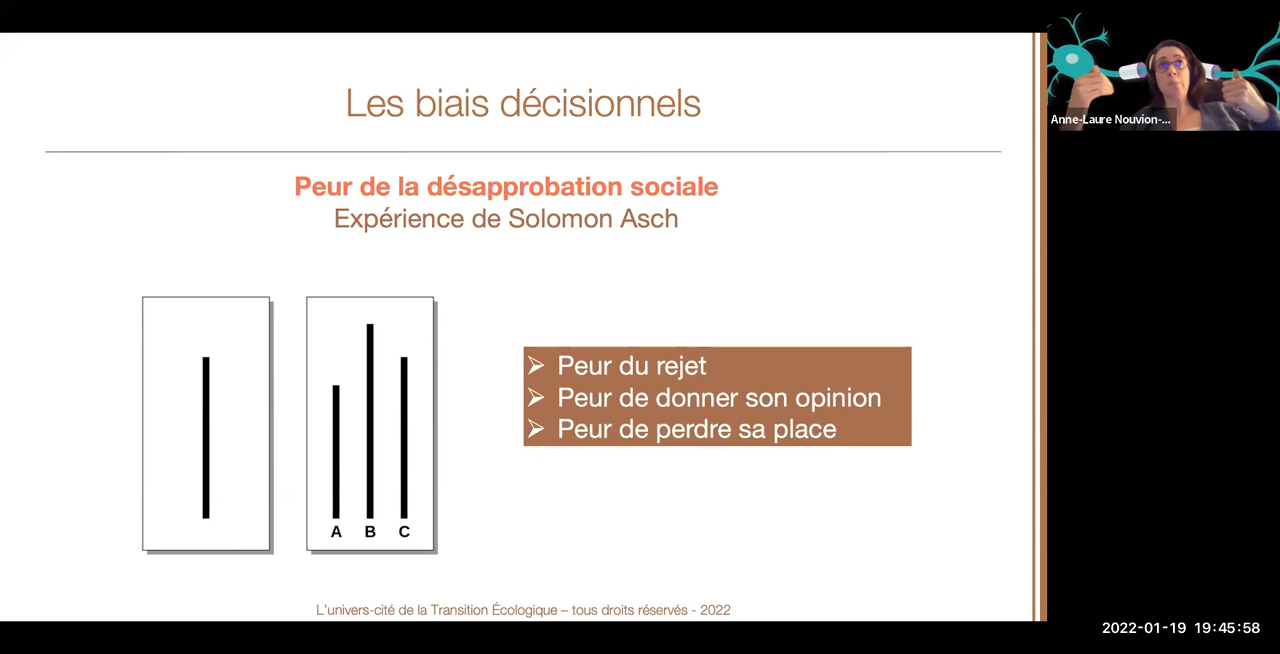 Les biais décisionnels
Peur de la désapprobation sociale
Expérience de Solomon Asch
A B C
➢ Peur du rejet
➢ Peur de donner son opinion
➢ Peur de perdre sa place
L'univers-cité de la Transition Écologique – tous droits réservés - 2022
Anne-Laure Nouvion-...
2022-01-19 19:45:58